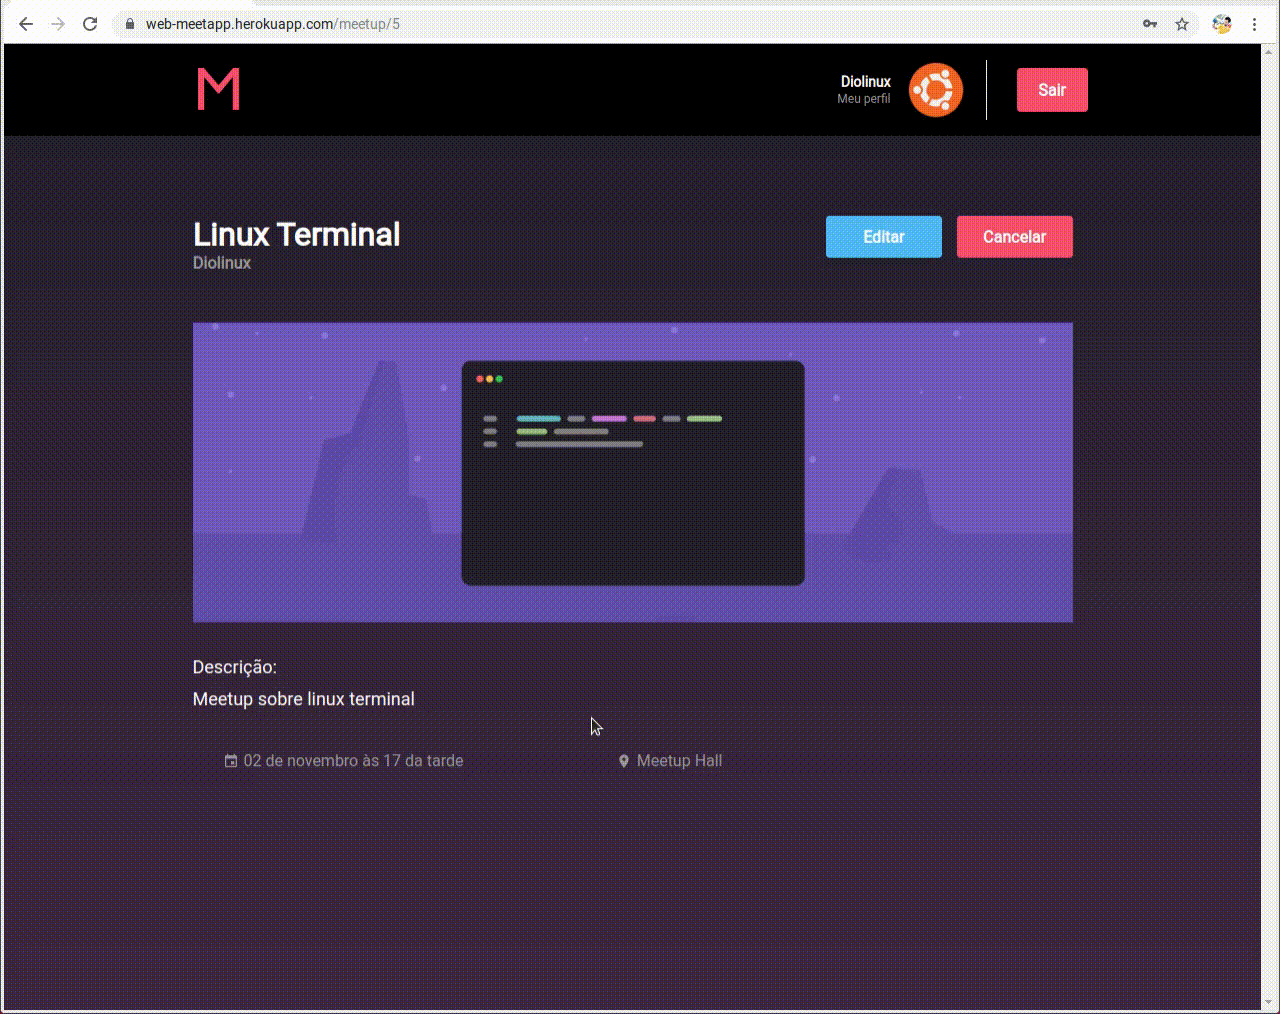 web-meetapp.herokuapp.com/meetup/5
M
Diolinux
Meu perfil
Sair
Linux Terminal
Diolinux
Editar
Cancelar
Descrição:
Meetup sobre linux terminal
02 de novembro às 17 da tarde
Meetup Hall